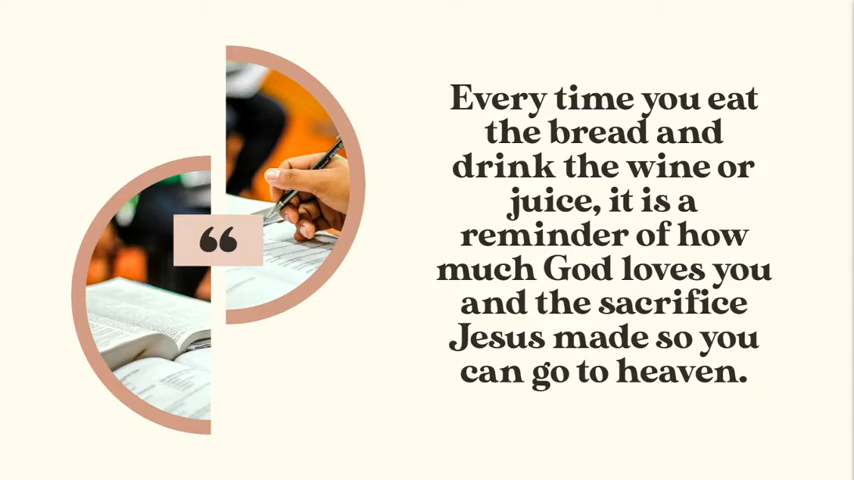 Every time you eat
the bread and
drink the wine or
juice, it is a
reminder of how
much God loves you
and the sacrifice
Jesus made so you
can go to heaven.